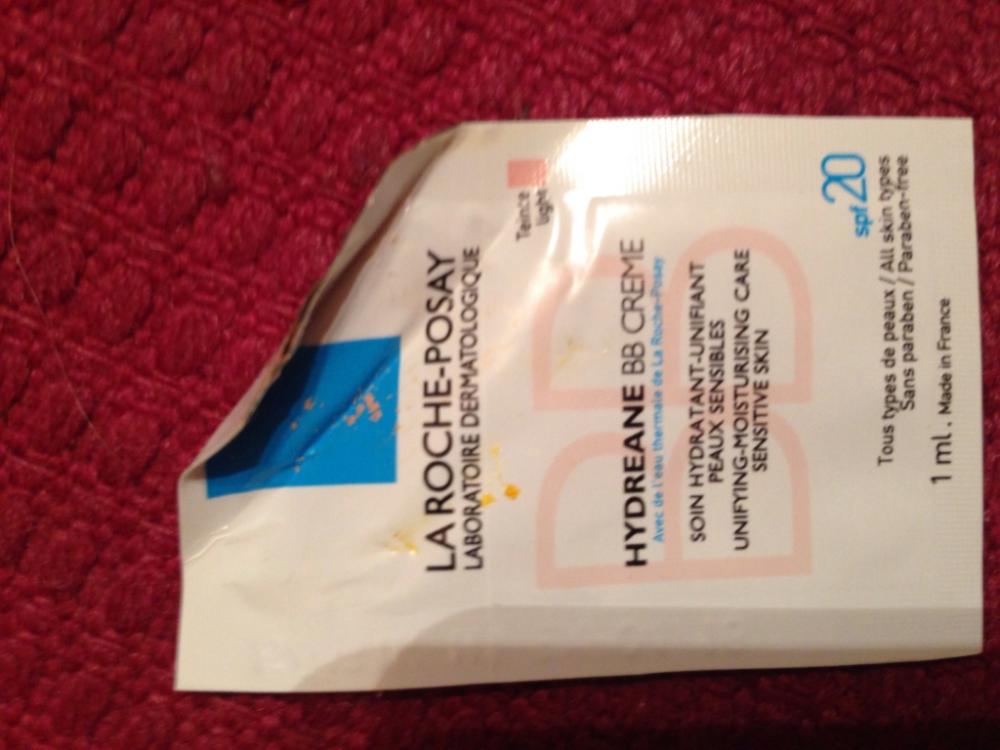 LA ROCHE-POSAY
LABORATOIRE DERMATOLOGIQUE
Teinte
light
BB
HYDREANE BB CREME
Avec de l'eau thermale de La Roche-Posay
SOIN HYDRATANT-UNIFIANT
PEAUX SENSIBLES
UNIFYING-MOISTURISING CARE
SENSITIVE SKIN
spf 20
Tous types de peaux / All skin types
Sans paraben / Paraben-free
1 ml. Made in France